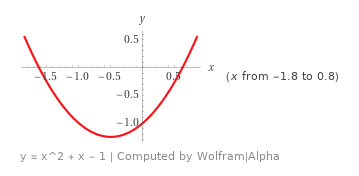 y
0.5
x
−1.5 −1.0 −0.5 0.5
(x from −1.8 to 0.8)
−0.5
−1.0
y = x^2 + x − 1 | Computed by Wolfram|Alpha